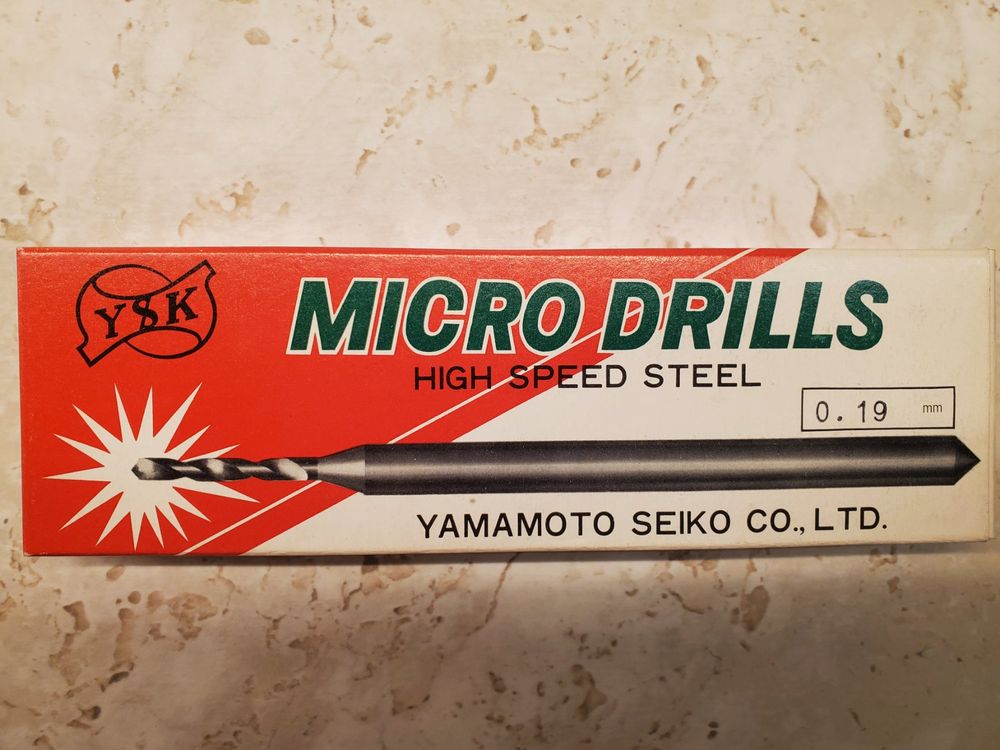 YSK
MICRO DRILLS
HIGH SPEED STEEL
0.19 mm
YAMAMOTO SEIKO CO., LTD.